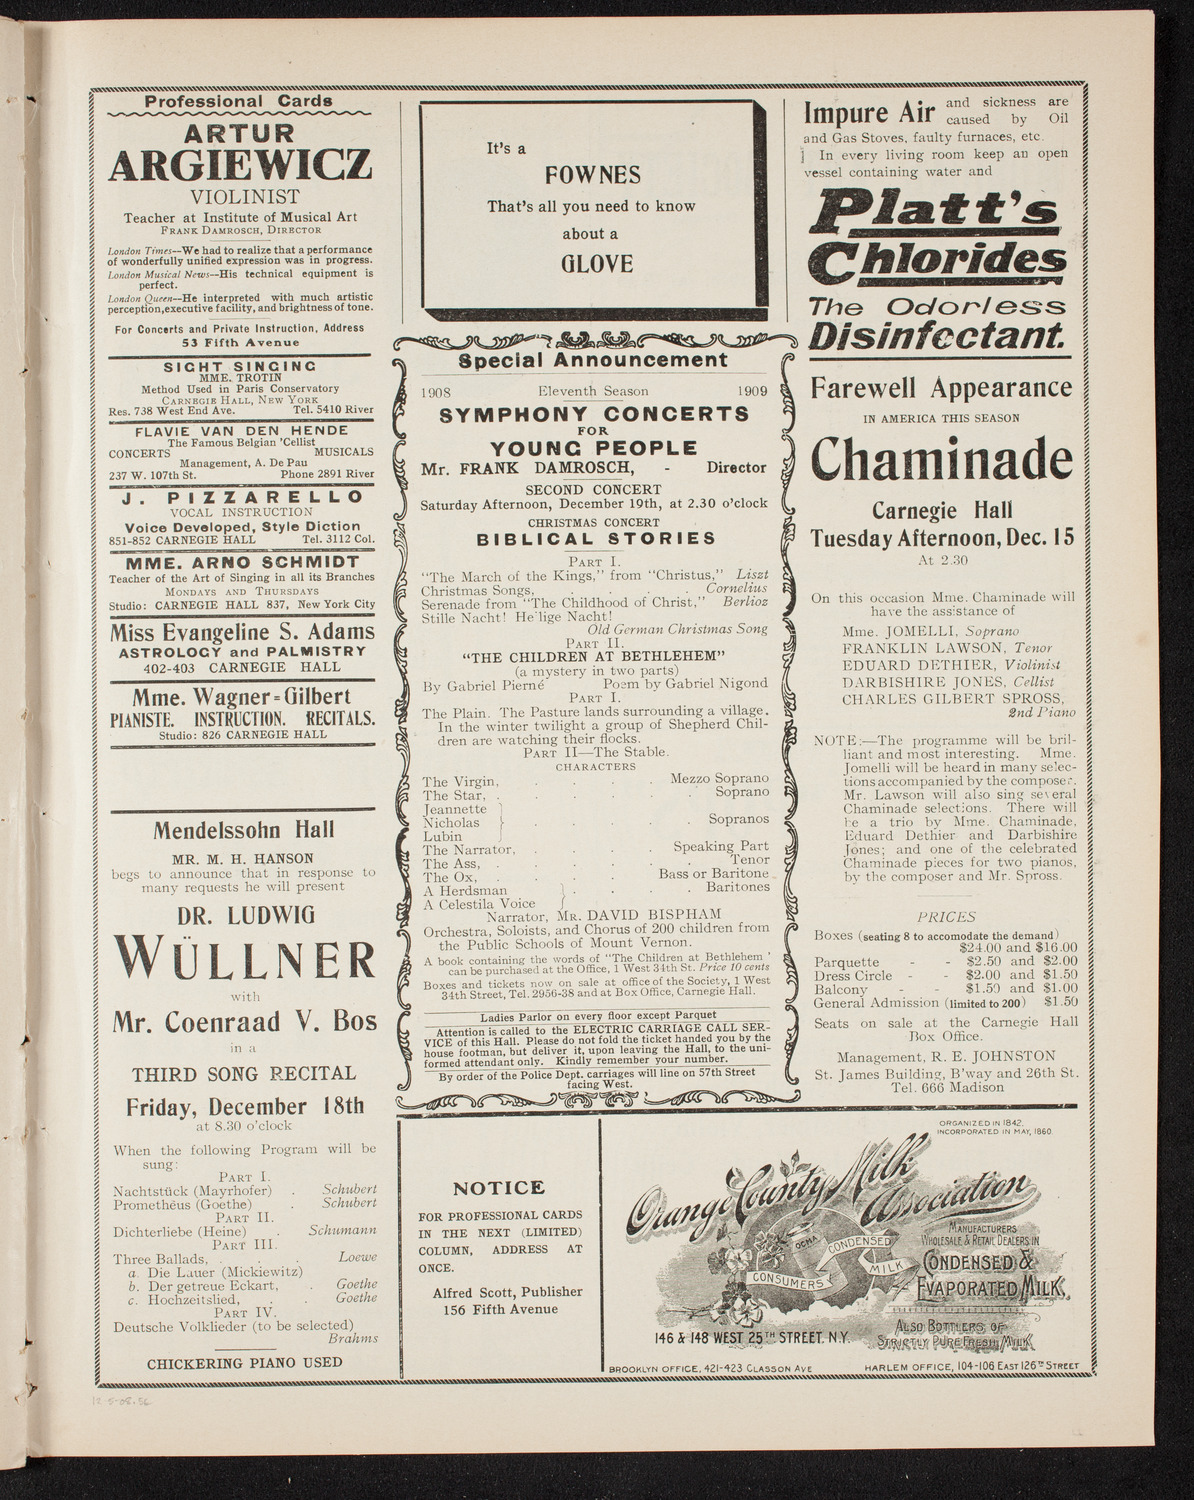 Professional Cards
ARTUR
ARGIEWICZ
VIOLINIST
Teacher at Institute of Musical Art
FRANK DAMROSCH, DIRECTOR
London Times--We had to realize that a performance
of wonderfully unified expression was in progress.
London Musical News--His technical equipment is
perfect.
London Queen--He interpreted with much artistic
perception,executive facility, and brightness of tone.
For Concerts and Private Instruction, Address
53 Fifth Avenue
SIGHT SINGING
MME. TROTIN
Method Used in Paris Conservatory
CARNEGIE HALL, NEW YORK
Res. 738 West End Ave. Tel. 5410 River
FLAVIE VAN DEN HENDE
The Famous Belgian 'Cellist
CONCERTS MUSICALS
Management, A. De Pau
237 W. 107th St. Phone 2891 River
J. PIZZARELLO
VOCAL INSTRUCTION
Voice Developed, Style Diction
851-852 CARNEGIE HALL Tel. 3112 Col.
MME. ARNO SCHMIDT
Teacher of the Art of Singing in all its Branches
MONDAYS AND THURSDAYS
Studio: CARNEGIE HALL 837, New York City
Miss Evangeline S. Adams
ASTROLOGY and PALMISTRY
402-403 CARNEGIE HALL
Mme. Wagner=Gilbert
PIANISTE. INSTRUCTION. RECITALS.
Studio: 826 CARNEGIE HALL
Mendelssohn Hall
MR. M. H. HANSON
begs to announce that in response to
many requests he will present
DR. LUDWIG
WÜLLNER
with
Mr. Coenraad V. Bos
in a
THIRD SONG RECITAL
Friday, December 18th
at 8.30 o'clock
When the following Program will be
sung:
PART I.
Nachtstück (Mayrhofer) . Schubert
Prometheus (Goethe) . Schubert
PART II.
Dichterliebe (Heine) . Schumann
PART III.
Three Ballads, . . . Loewe
a. Die Lauer (Mickiewitz)
b. Der getreue Eckart, . Goethe
c. Hochzeitslied, . Goethe
PART IV.
Deutsche Volklieder (to be selected)
Brahms
CHICKERING PIANO USED
It's a
FOWNES
That's all you need to know
about a
GLOVE
Special Announcement
1908 Eleventh Season 1909
SYMPHONY CONCERTS
FOR
YOUNG PEOPLE
Mr. FRANK DAMROSCH, - Director
SECOND CONCERT
Saturday Afternoon, December 19th, at 2.30 o'clock
CHRISTMAS CONCERT
BIBLICAL STORIES
PART I.
"The March of the Kings," from "Christus," Liszt
Christmas Songs, . . . . Cornelius
Serenade from "The Childhood of Christ," Berlioz
Stille Nacht! He'lige Nacht!
Old German Christmas Song
PART II.
"THE CHILDREN AT BETHLEHEM"
(a mystery in two parts)
By Gabriel Pierné Poem by Gabriel Nigond
PART I.
The Plain. The Pasture lands surrounding a village.
In the winter twilight a group of Shepherd Chil-
dren are watching their flocks.
PART II—The Stable.
CHARACTERS
The Virgin, . . . . Mezzo Soprano
The Star, . . . . . Soprano
Jeannette
Nicholas } . . . . Sopranos
Lubin
The Narrator, . . . . Speaking Part
The Ass, . . . . . Tenor
The Ox, . . . . Bass or Baritone
A Herdsman } . . . . Baritones
A Celestila Voice
Narrator, MR. DAVID BISPHAM
Orchestra, Soloists, and Chorus of 200 children from
the Public Schools of Mount Vernon.
A book containing the words of "The Children at Bethlehem '
can be purchased at the Office, 1 West 34th St. Price 10 cents
Boxes and tickets now on sale at office of the Society, 1 West
34th Street, Tel. 2956-38 and at Box Office, Carnegie Hall.
Ladies Parlor on every floor except Parquet
Attention is called to the ELECTRIC CARRIAGE CALL SER-
VICE of this Hall. Please do not fold the ticket handed you by the
house footman, but deliver it, upon leaving the Hall, to the uni-
formed attendant only. Kindly remember your number.
By order of the Police Dept. carriages will line on 57th Street
facing West.
Impure Air and sickness are
caused by Oil
and Gas Stoves, faulty furnaces, etc.
] In every living room keep an open
vessel containing water and
Platt's
Chlorides
The Odorless
Disinfectant.
Farewell Appearance
IN AMERICA THIS SEASON
Chaminade
Carnegie Hall
Tuesday Afternoon, Dec. 15
At 2.30
On this occasion Mme. Chaminade will
have the assistance of
Mme. JOMELLI, Soprano
FRANKLIN LAWSON, Tenor
EDUARD DETHIER, Violinist
DARBISHIRE JONES, Cellist
CHARLES GILBERT SPROSS,
2nd Piano
NOTE:—The programme will be bril-
liant and most interesting. Mme.
Jomelli will be heard in many selec-
tions accompanied by the composer.
Mr. Lawson will also sing several
Chaminade selections. There will
be a trio by Mme. Chaminade,
Eduard Dethier and Darbishire
Jones; and one of the celebrated
Chaminade pieces for two pianos,
by the composer and Mr. Spross.
PRICES
Boxes (seating 8 to accomodate the demand)
$24.00 and $16.00
Parquette - - $2.50 and $2.00
Dress Circle - - $2.00 and $1.50
Balcony - - $1.50 and $1.00
General Admission (limited to 200) $1.50
Seats on sale at the Carnegie Hall
Box Office.
Management, R. E. JOHNSTON
St. James Building, B'way and 26th St.
Tel. 666 Madison
NOTICE
FOR PROFESSIONAL CARDS
IN THE NEXT (LIMITED)
COLUMN, ADDRESS AT
ONCE.
Alfred Scott, Publisher
156 Fifth Avenue
ORGANIZED IN 1842,
INCORPORATED IN MAY, 1860.
Orange County Milk
Association
MANUFACTURERS
WHOLESALE & RETAIL DEALERS IN
CONDENSED &
EVAPORATED MILK,
ALSO BOTTLERS OF
STRICTLY PURE FRESH MILK
OCMA
CONSUMERS
CONDENSED
MILK
146 & 148 WEST 25TH STREET. N.Y.
BROOKLYN OFFICE, 421-423 CLASSON AVE HARLEM OFFICE, 104-106 EAST 126TH STREET
12-5-08.56